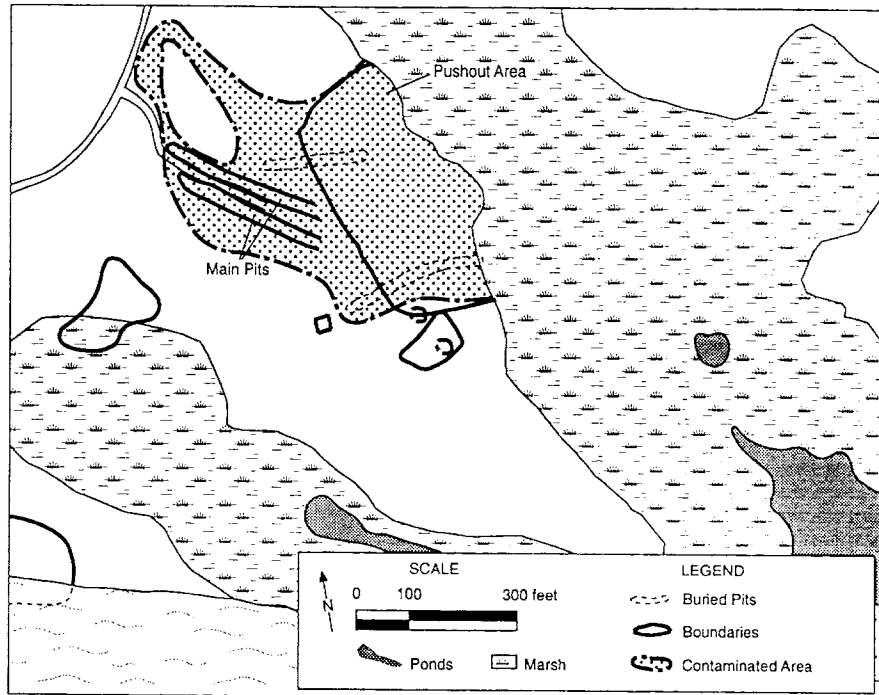 Pushout Area
Main Pits
SCALE
0 100 300 feet
N
Ponds
Marsh
LEGEND
Buried Pits
Boundaries
Contaminated Area